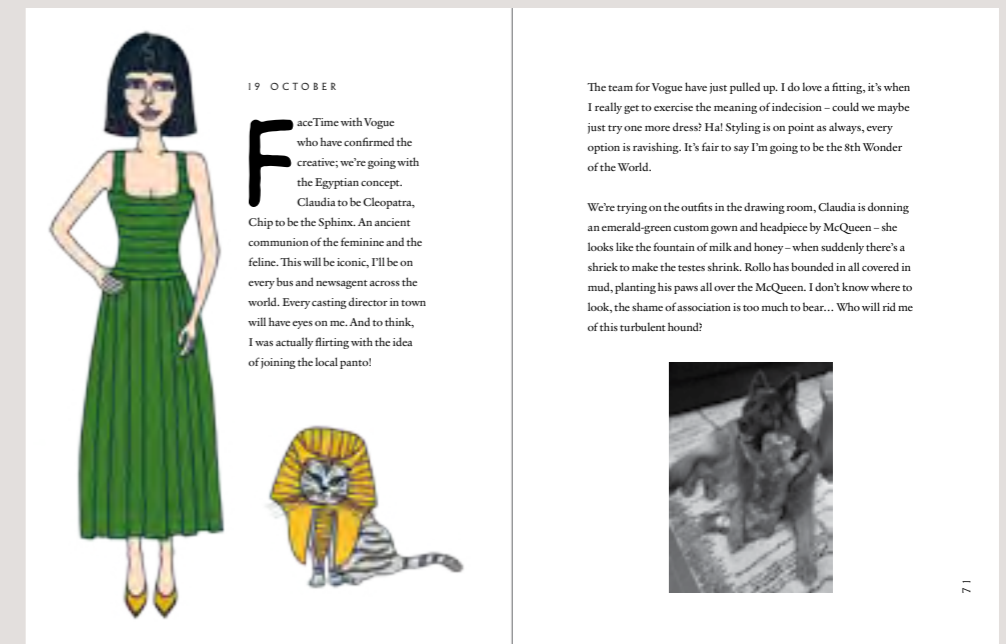 19 OCTOBER
FaceTime with Vogue
who have confirmed the
creative; we're going with
the Egyptian concept.
Claudia to be Cleopatra,
Chip to be the Sphinx. An ancient
communion of the feminine and the
feline. This will be iconic, I'll be on
every bus and newsagent across the
world. Every casting director in town
will have eyes on me. And to think,
I was actually flirting with the idea
of joining the local panto!
The team for Vogue have just pulled up. I do love a fitting, it's when
I really get to exercise the meaning of indecision – could we maybe
just try one more dress? Ha! Styling is on point as always, every
option is ravishing. It's fair to say I'm going to be the 8th Wonder
of the World.
We're trying on the outfits in the drawing room, Claudia is donning
an emerald-green custom gown and headpiece by McQueen – she
looks like the fountain of milk and honey – when suddenly there's a
shriek to make the testes shrink. Rollo has bounded in all covered in
mud, planting his paws all over the McQueen. I don't know where to
look, the shame of association is too much to bear… Who will rid me
of this turbulent hound?
71